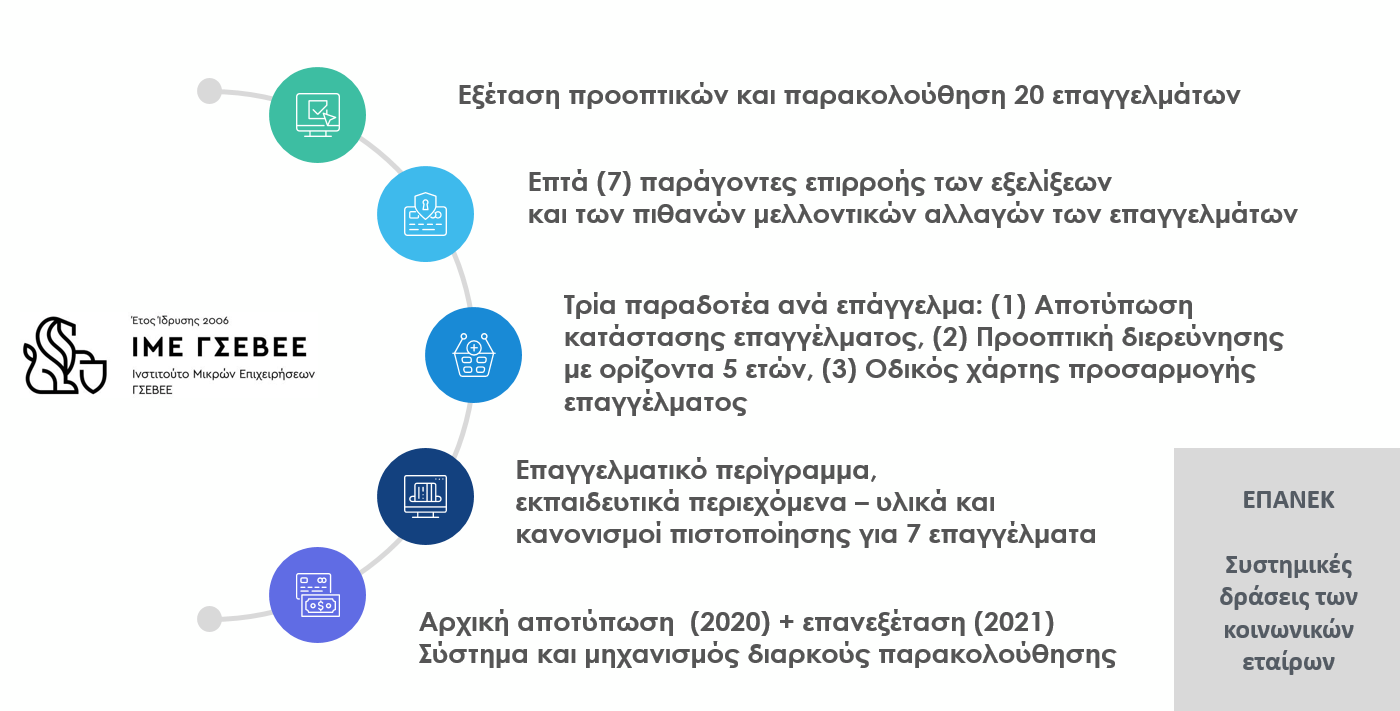 Εξέταση προοπτικών και παρακολούθηση 20 επαγγελμάτων
Επτά (7) παράγοντες επιρροής των εξελίξεων
και των πιθανών μελλοντικών αλλαγών των επαγγελμάτων
Τρία παραδοτέα ανά επάγγελμα: (1) Αποτύπωση
κατάστασης επαγγέλματος, (2) Προοπτική διερεύνησης
με ορίζοντα 5 ετών, (3) Οδικός χάρτης προσαρμογής
επαγγέλματος
Έτος Ίδρυσης 2006
ΙΜΕ ΓΣΕΒΕΕ
Ινστιτούτο Μικρών Επιχειρήσεων
ΓΣΕΒΕΕ
Επαγγελματικό περίγραμμα,
εκπαιδευτικά περιεχόμενα – υλικά και
κανονισμοί πιστοποίησης για 7 επαγγέλματα
Αρχική αποτύπωση (2020) + επανεξέταση (2021)
Σύστημα και μηχανισμός διαρκούς παρακολούθησης
ΕΠΑΝΕΚ
Συστημικές
δράσεις των
κοινωνικών
εταίρων